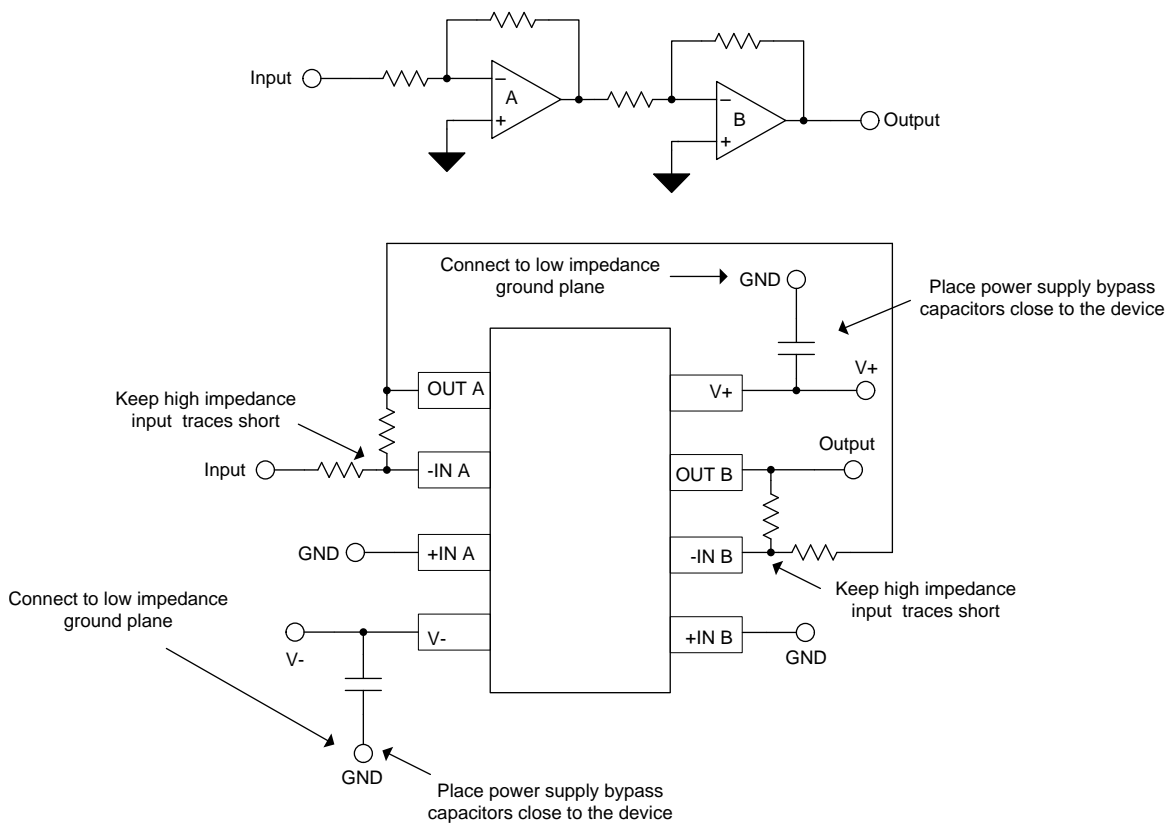 Input
−
A
+
−
B
+
Output
Connect to low impedance
ground plane
GND
Place power supply bypass
capacitors close to the device
V+
OUT A
V+
Keep high impedance
input traces short
Output
Input
-IN A
OUT B
GND
+IN A
-IN B
Keep high impedance
input traces short
Connect to low impedance
ground plane
V-
V-
+IN B
GND
GND
Place power supply bypass
capacitors close to the device